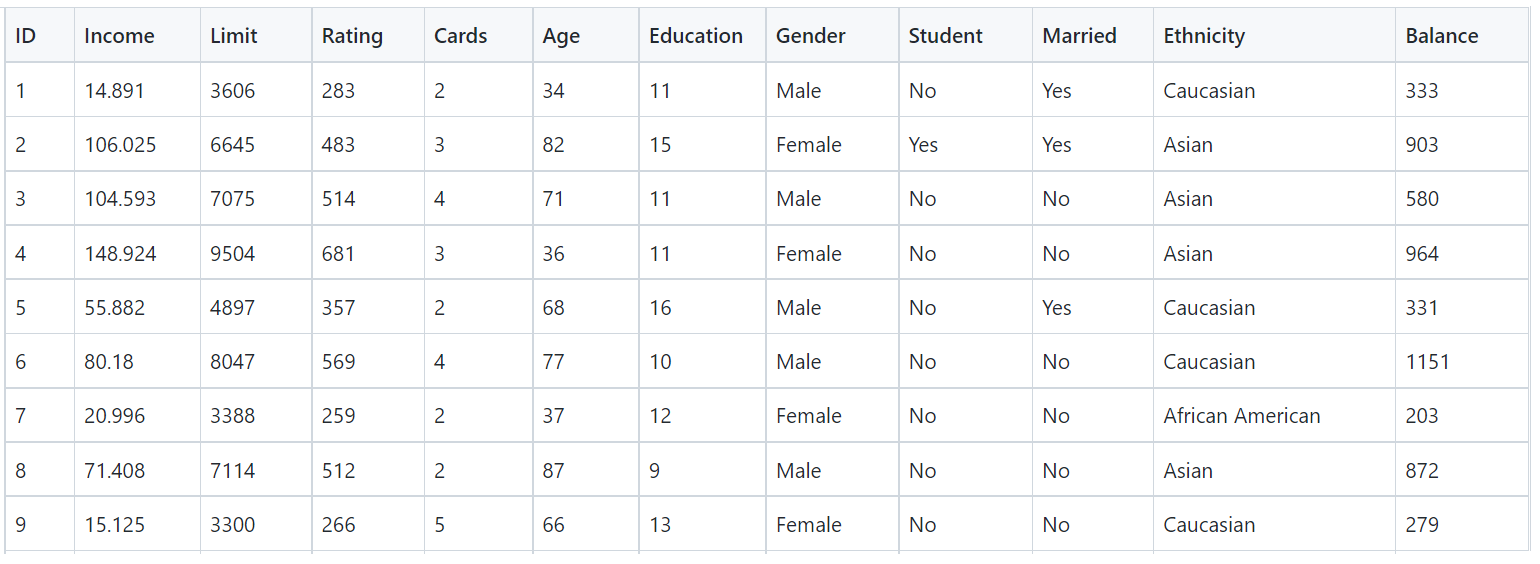 ID Income Limit Rating Cards Age Education Gender Student Married Ethnicity Balance
1 14.891 3606 283 2 34 11 Male No Yes Caucasian 333
2 106.025 6645 483 3 82 15 Female Yes Yes Asian 903
3 104.593 7075 514 4 71 11 Male No No Asian 580
4 148.924 9504 681 3 36 11 Female No No Asian 964
5 55.882 4897 357 2 68 16 Male No Yes Caucasian 331
6 80.18 8047 569 4 77 10 Male No No Caucasian 1151
7 20.996 3388 259 2 37 12 Female No No African American 203
8 71.408 7114 512 2 87 9 Male No No Asian 872
9 15.125 3300 266 5 66 13 Female No No Caucasian 279